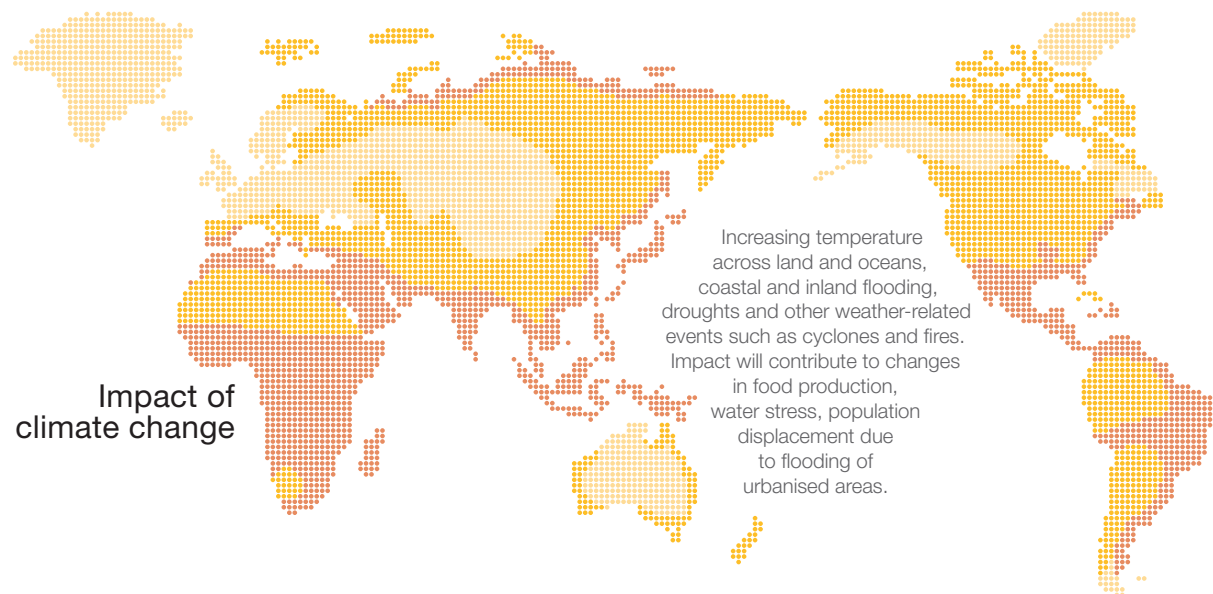 Impact of
climate change
Increasing temperature
across land and oceans,
coastal and inland flooding,
droughts and other weather-related
events such as cyclones and fires.
Impact will contribute to changes
in food production,
water stress, population
displacement due
to flooding of
urbanised areas.